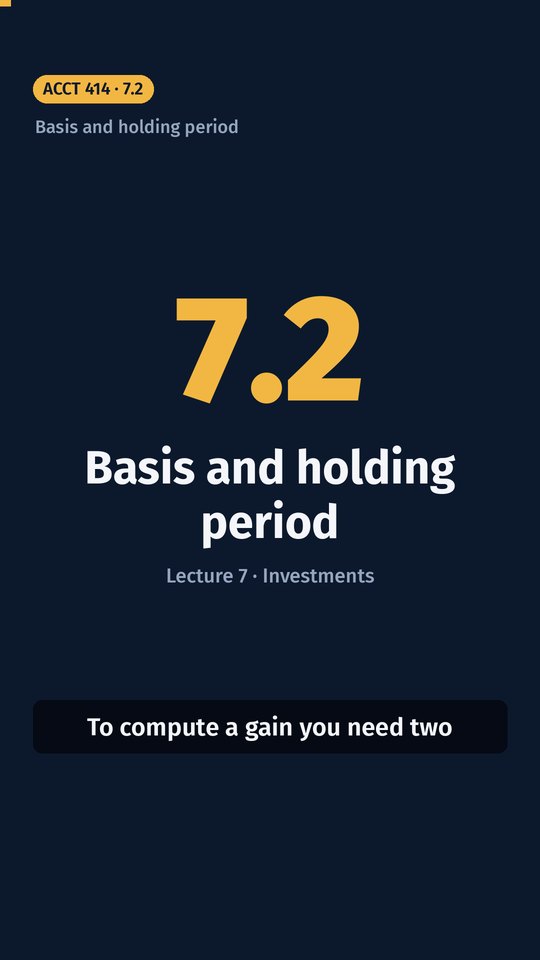 ACCT 414 · 7.2
Basis and holding period
7.2
Basis and holding
period
Lecture 7 · Investments
To compute a gain you need two